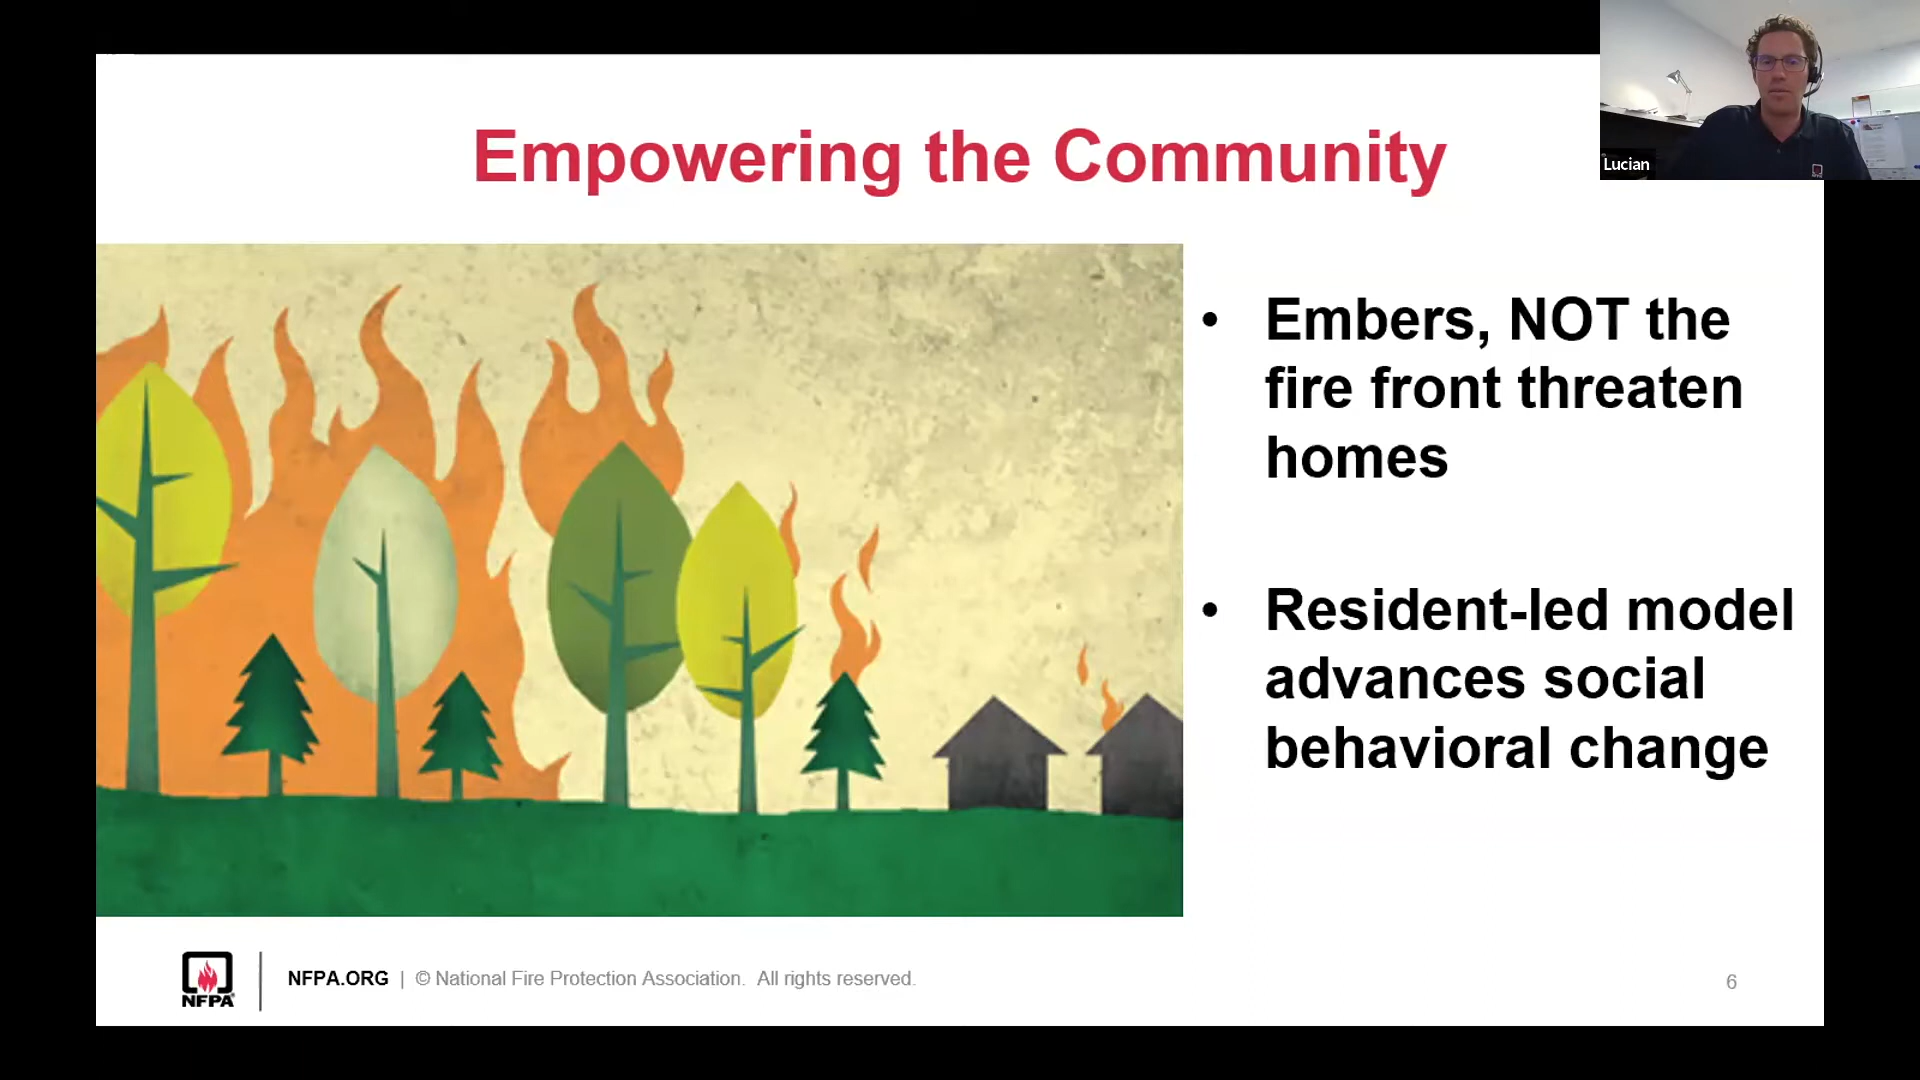 Empowering the Community
Lucian
• Embers, NOT the
fire front threaten
homes
• Resident-led model
advances social
behavioral change
NFPA
NFPA.ORG | © National Fire Protection Association. All rights reserved.
6